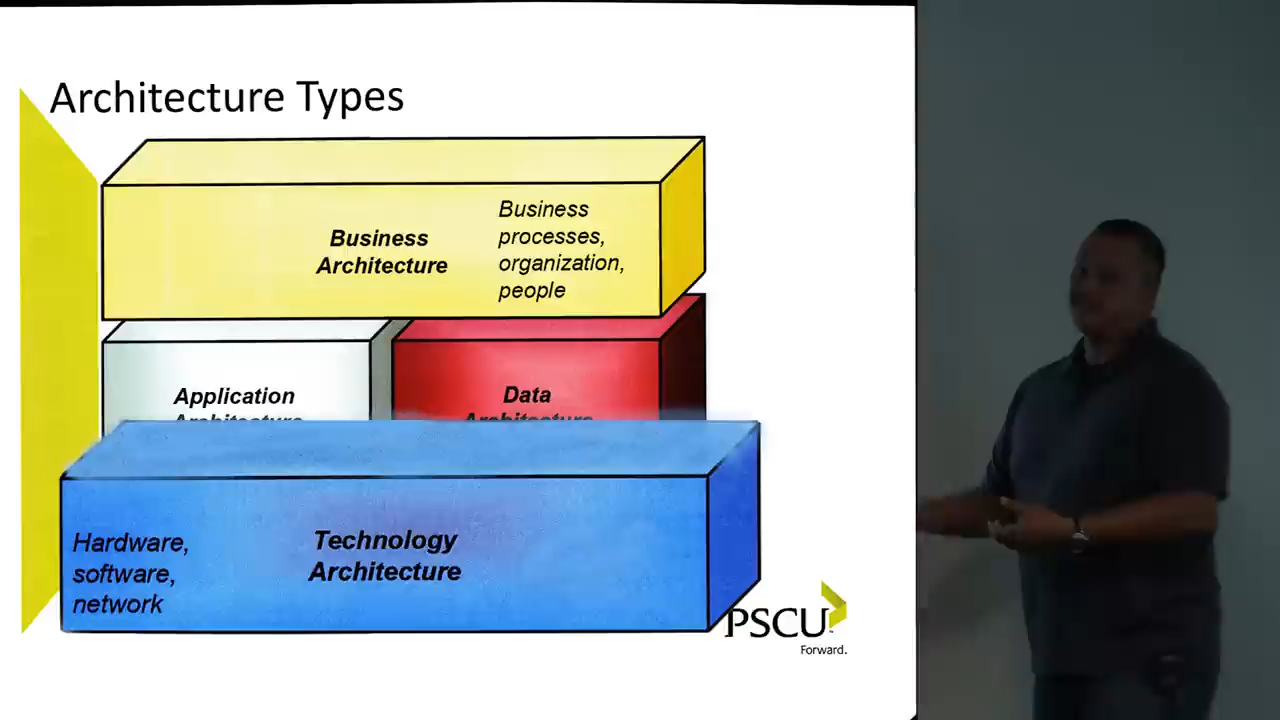 Architecture Types
Business
Architecture
Business
processes,
organization,
people
Application
Architecture
Data
Architecture
Hardware,
software,
network
Technology
Architecture
PSCU
Forward.